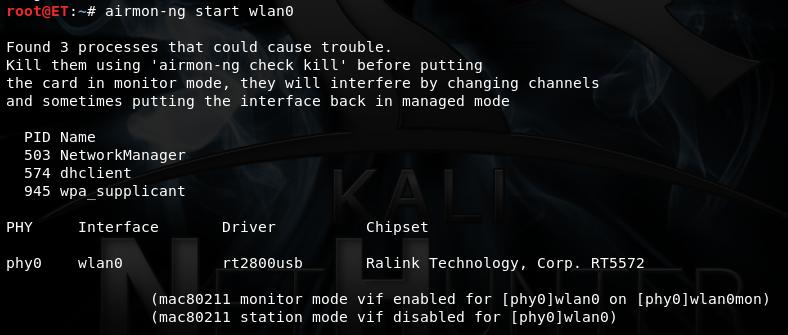 root@ET:~# airmon-ng start wlan0
Found 3 processes that could cause trouble.
Kill them using 'airmon-ng check kill' before putting
the card in monitor mode, they will interfere by changing channels
and sometimes putting the interface back in managed mode
PID Name
503 NetworkManager
574 dhclient
945 wpa_supplicant
PHY Interface Driver Chipset
phy0 wlan0 rt2800usb Ralink Technology, Corp. RT5572
(mac80211 monitor mode vif enabled for [phy0]wlan0 on [phy0]wlan0mon)
(mac80211 station mode vif disabled for [phy0]wlan0)
KALI
NETHUNTER